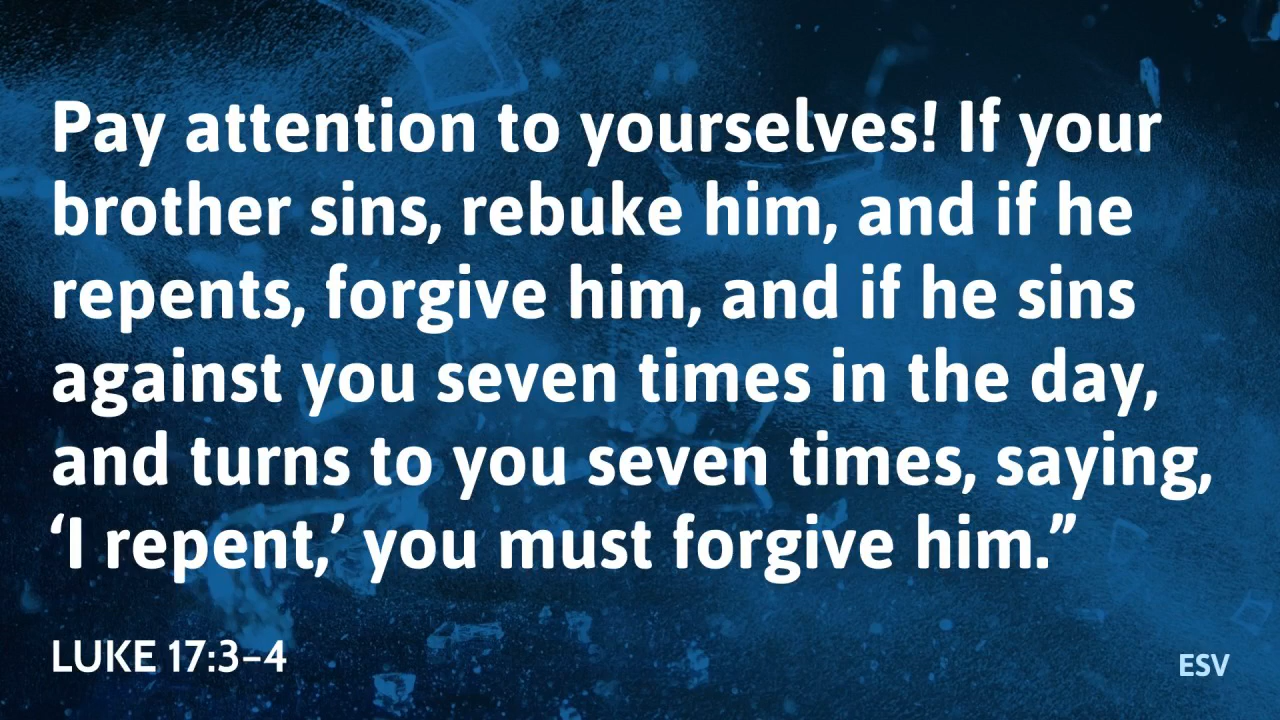 Pay attention to yourselves! If your
brother sins, rebuke him, and if he
repents, forgive him, and if he sins
against you seven times in the day,
and turns to you seven times, saying,
‘I repent,’ you must forgive him.”
LUKE 17:3–4
ESV